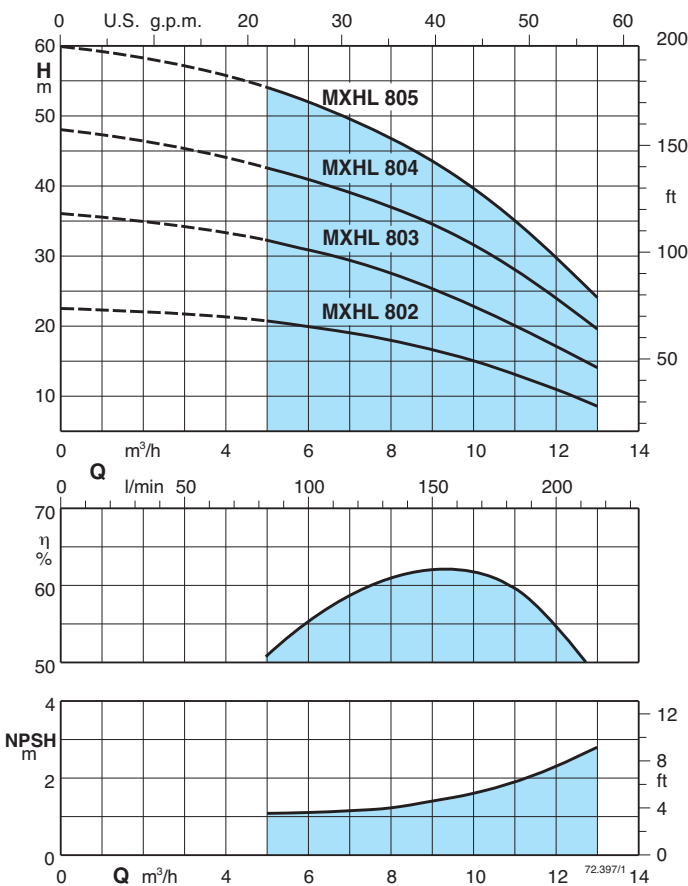 0 U.S. g.p.m. 20 30 40 50 60
60 200
H
m
MXHL 805
50
150
MXHL 804
40
ft
MXHL 803
30 100
MXHL 802
20
50
10
0 m³/h 4 6 8 10 12 14
Q
0 l/min 50 100 150 200
70
η
%
60
50
4
12
NPSH
m
8
2
ft
4
0 0
72.397/1
0 Q m³/h 4 6 8 10 12 14